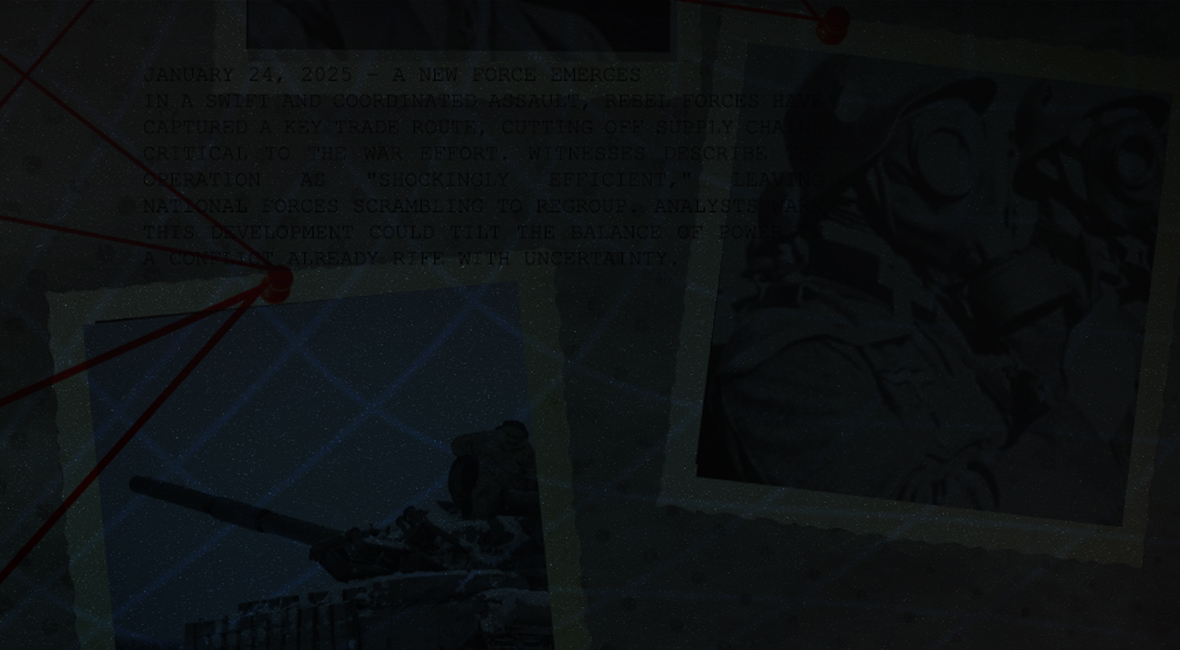 JANUARY 24, 2025 – A NEW FORCE EMERGES
IN A SWIFT AND COORDINATED ASSAULT, REBEL FORCES HAVE
CAPTURED A KEY TRADE ROUTE, CUTTING OFF SUPPLY
CRITICAL TO THE WAR EFFORT. WITNESSES DESCRIBE
OPERATION AS "SHOCKINGLY EFFICIENT," LEAVING
NATIONAL FORCES SCRAMBLING TO REGROUP. ANALYSTS
THIS DEVELOPMENT COULD TILT THE BALANCE OF POWER
A CONFLICT ALREADY RIFE WITH UNCERTAINTY.